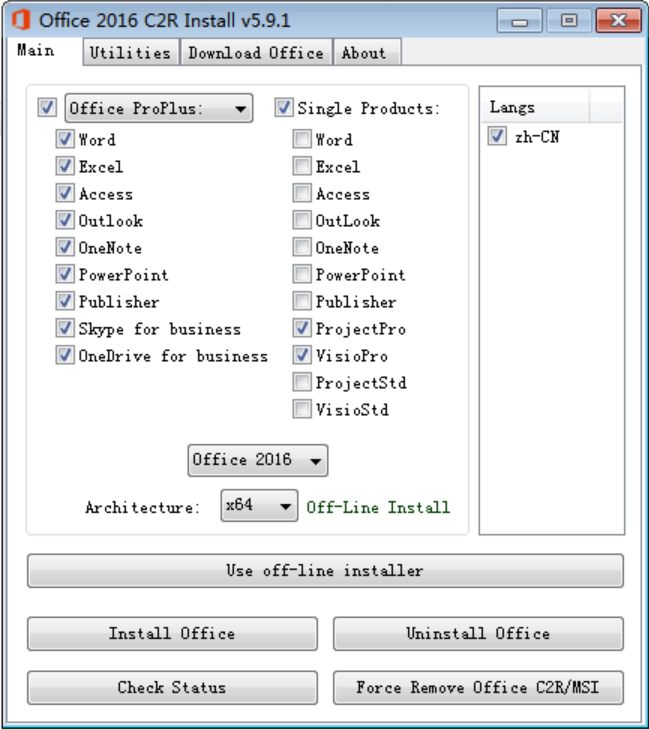 Office 2016 C2R Install v5.9.1
Main Utilities Download Office About
Office ProPlus: Single Products: Langs
Word Word zh-CN
Excel Excel
Access Access
Outlook OutLook
OneNote OneNote
PowerPoint PowerPoint
Publisher Publisher
Skype for business ProjectPro
OneDrive for business VisioPro
ProjectStd
VisioStd
Office 2016
Architecture: x64 Off-Line Install
Use off-line installer
Install Office Uninstall Office
Check Status Force Remove Office C2R/MSI